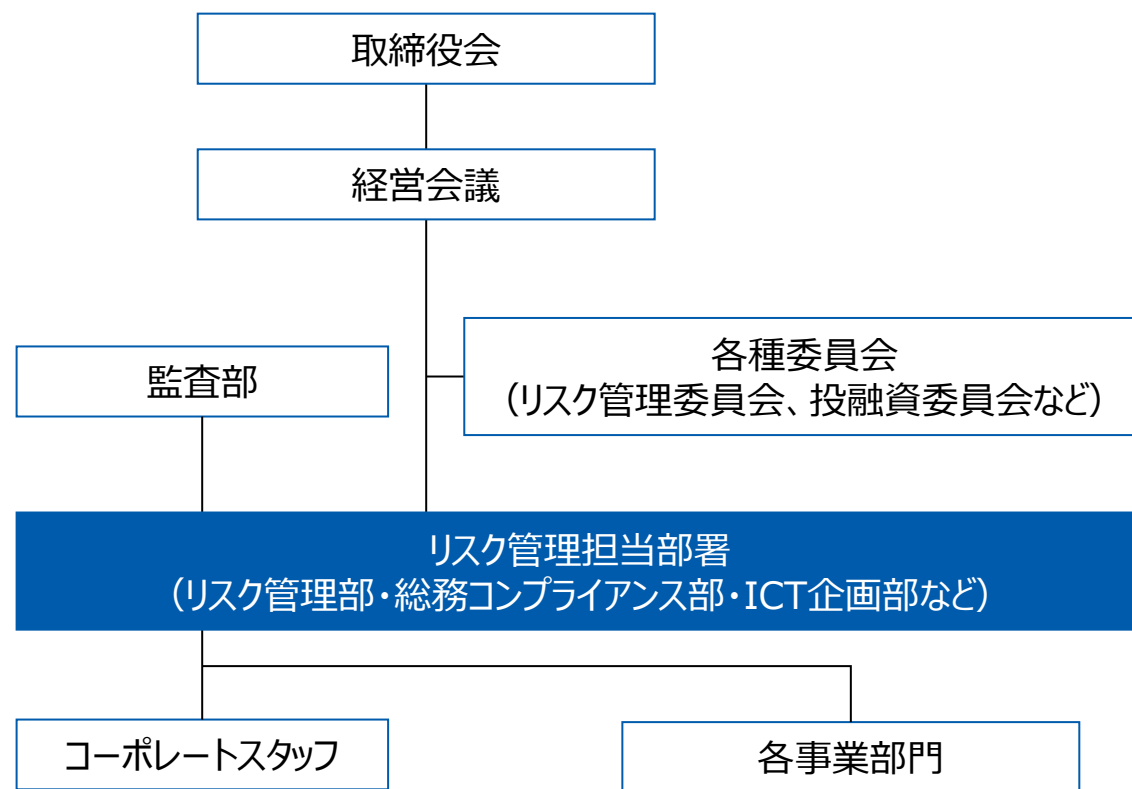 取締役会
経営会議
各種委員会
（リスク管理委員会、投融資委員会など）
監査部
リスク管理担当部署
（リスク管理部・総務コンプライアンス部・ICT企画部など）
コーポレートスタッフ
各事業部門